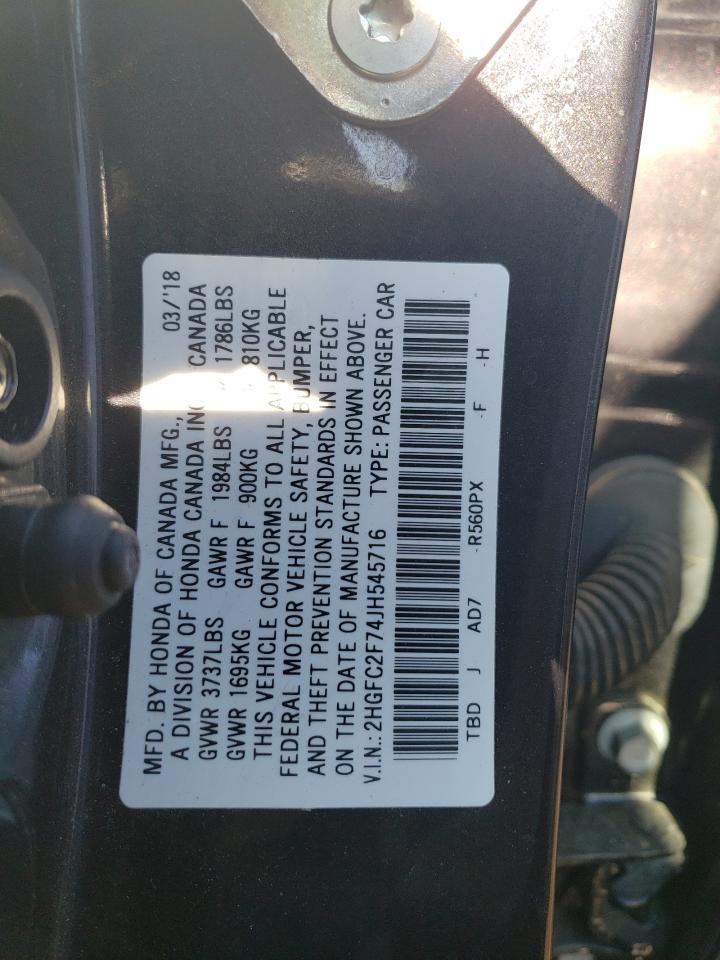 MFD. BY HONDA OF CANADA MFG., 03/'18
A DIVISION OF HONDA CANADA INC. CANADA
GVWR 3737LBS GAWR F 1984LBS 1786LBS
GVWR 1695KG GAWR F 900KG 810KG
THIS VEHICLE CONFORMS TO ALL APPLICABLE
FEDERAL MOTOR VEHICLE SAFETY, BUMPER,
AND THEFT PREVENTION STANDARDS IN EFFECT
ON THE DATE OF MANUFACTURE SHOWN ABOVE.
V.I.N.: 2HGFC2F74JH545716 TYPE: PASSENGER CAR
TBD J AD7 -R560PX -F -H